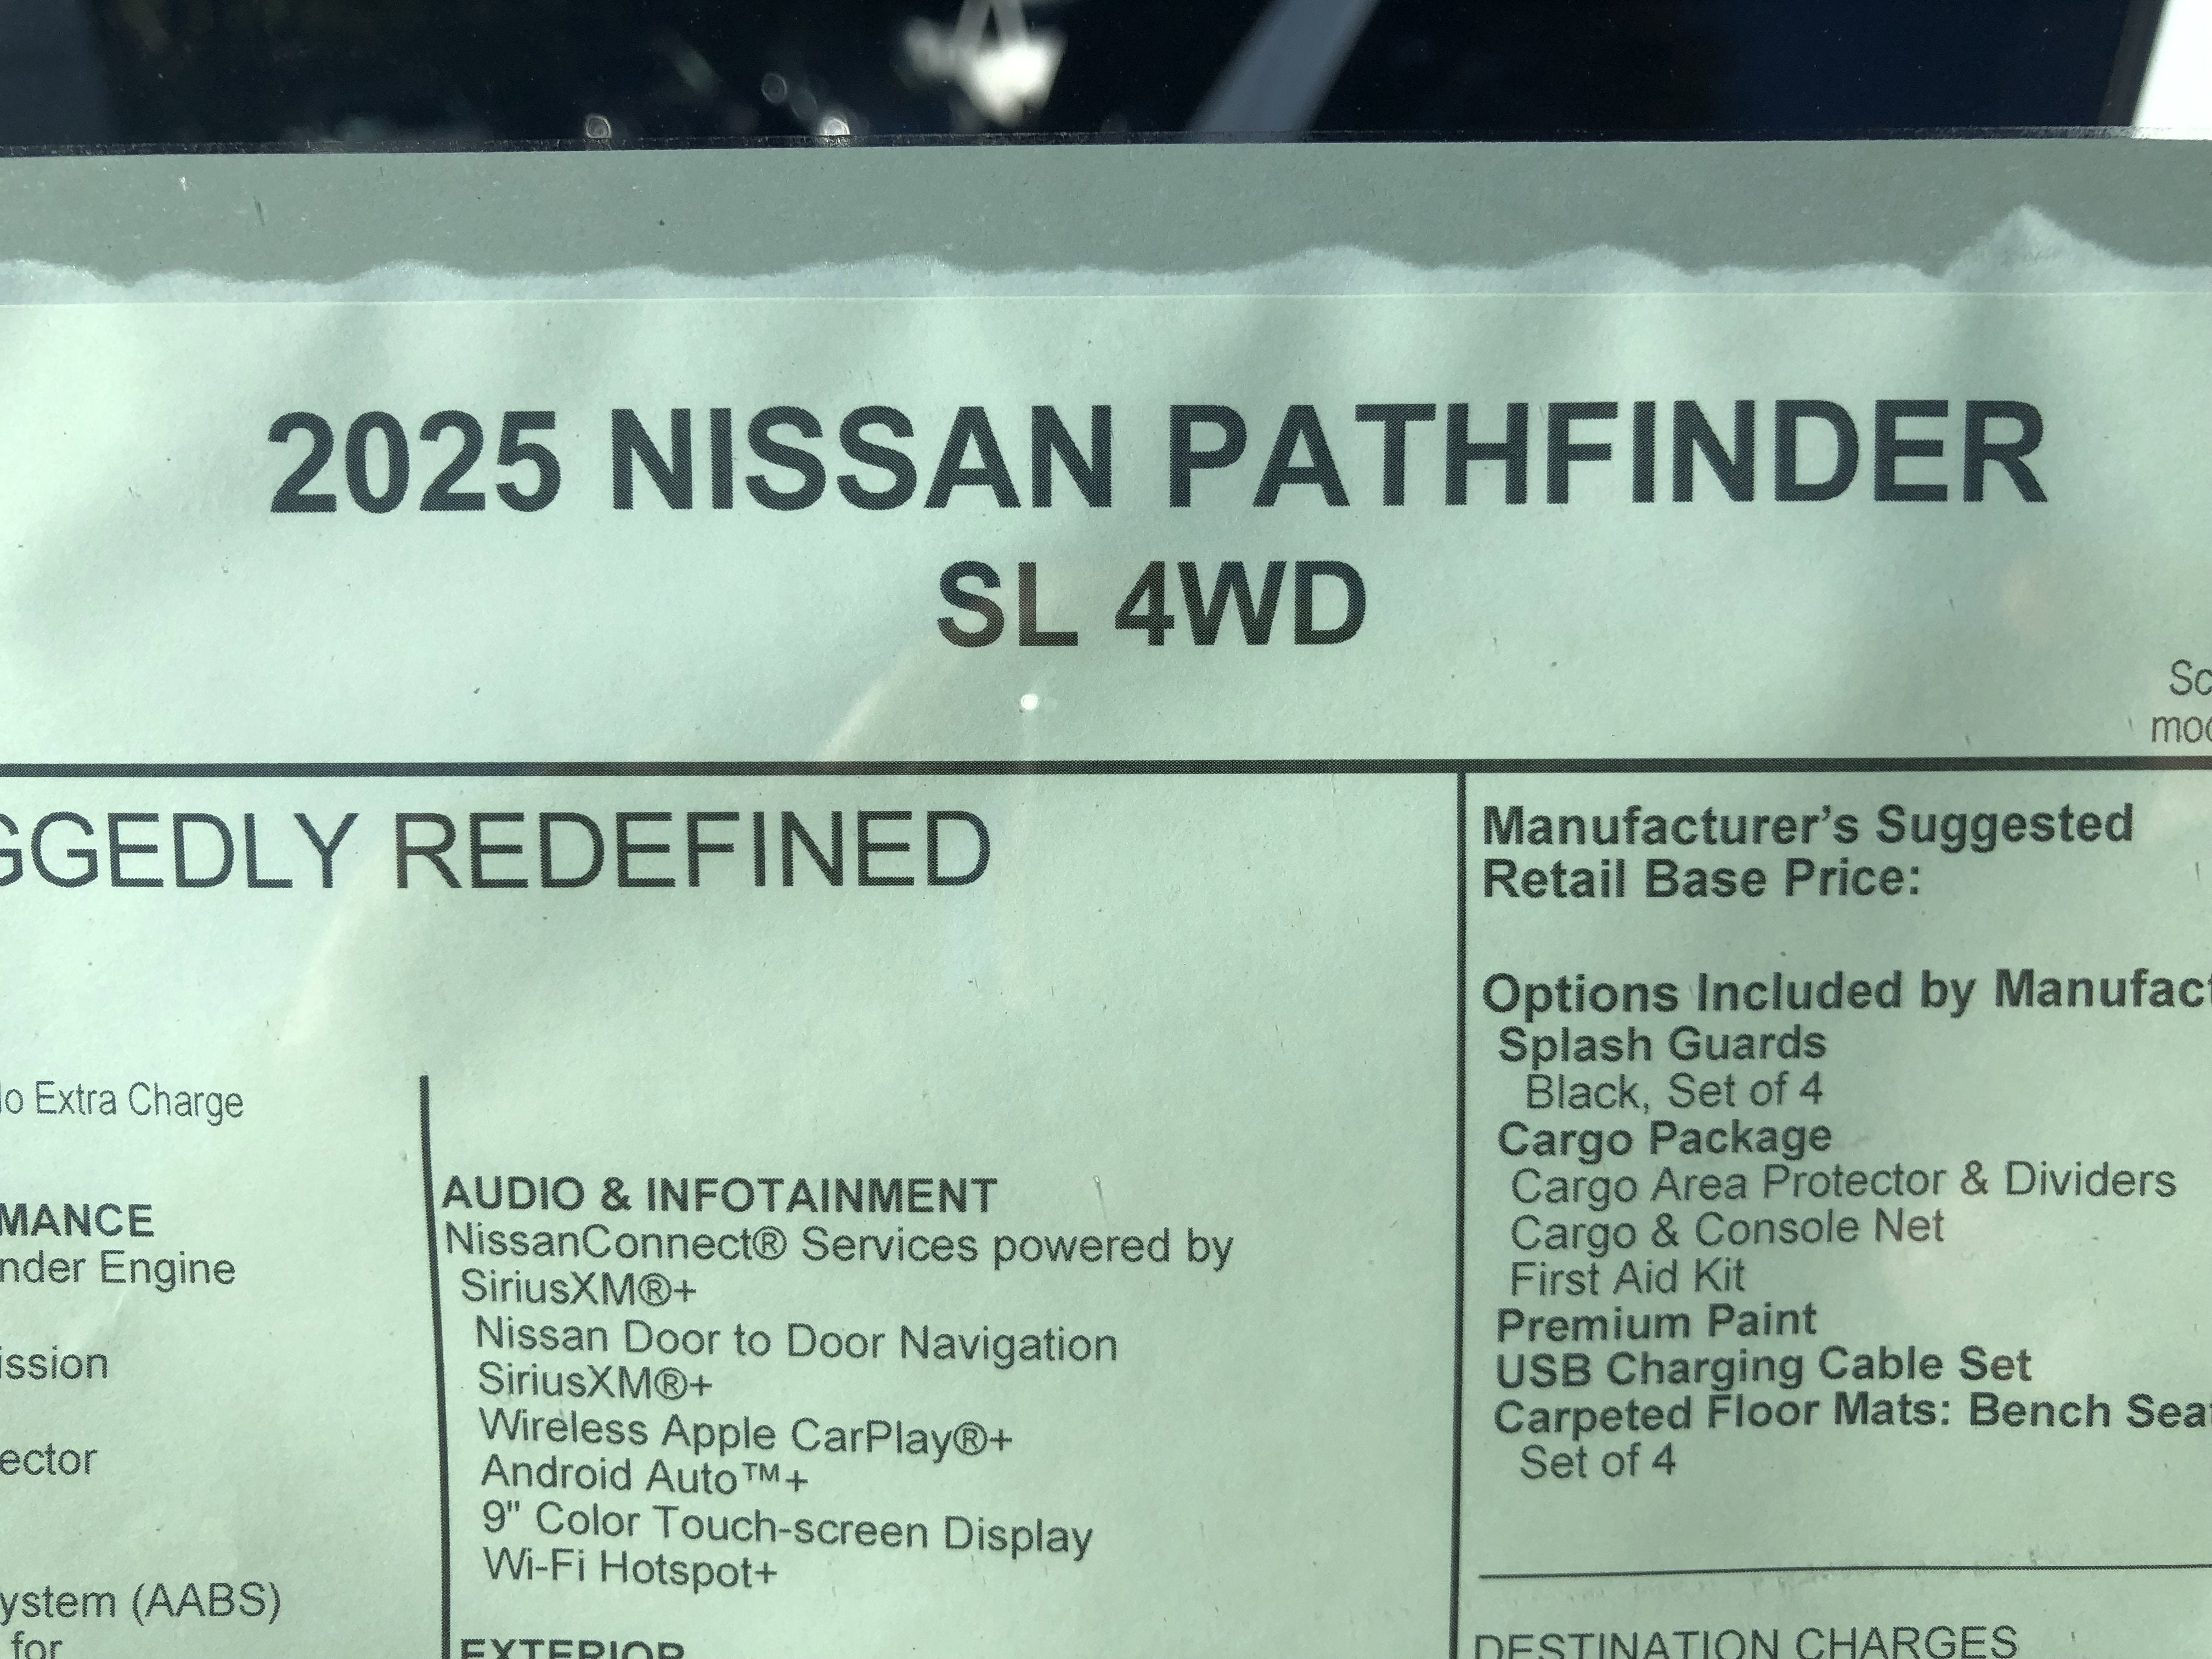 2025 NISSAN PATHFINDER
SL 4WD
GGEDLY REDEFINED
Extra Charge
MANCE
nder Engine
ission
ector
ystem (AABS)
for
AUDIO & INFOTAINMENT
NissanConnect® Services powered by
SiriusXM®+
Nissan Door to Door Navigation
SiriusXM®+
Wireless Apple CarPlay®+
Android Auto™+
9" Color Touch-screen Display
Wi-Fi Hotspot+
EXTERIOR
Sc
moc
Manufacturer's Suggested
Retail Base Price:
Options Included by Manufact
Splash Guards
Black, Set of 4
Cargo Package
Cargo Area Protector & Dividers
Cargo & Console Net
First Aid Kit
Premium Paint
USB Charging Cable Set
Carpeted Floor Mats: Bench Sea
Set of 4
DESTINATION CHARGES